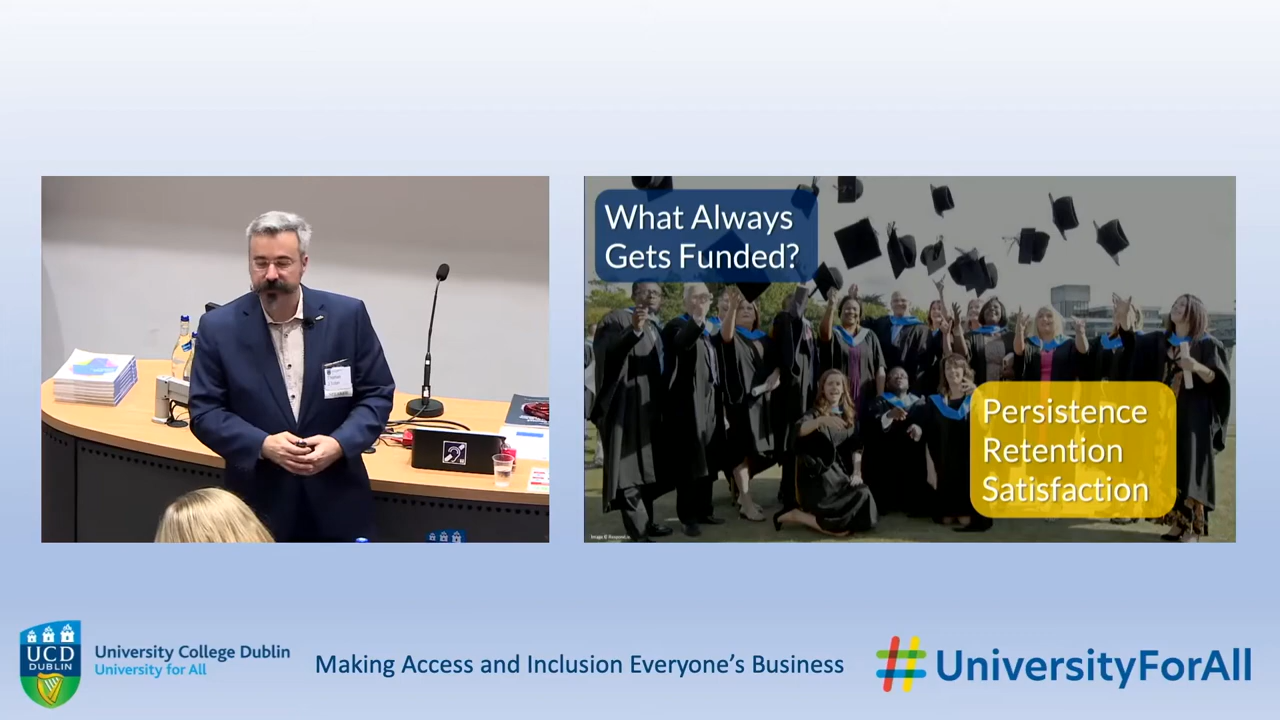 What Always
Gets Funded?
Persistence
Retention
Satisfaction
UCD
DUBLIN
University College Dublin
University for All
Making Access and Inclusion Everyone's Business
#UniversityForAll